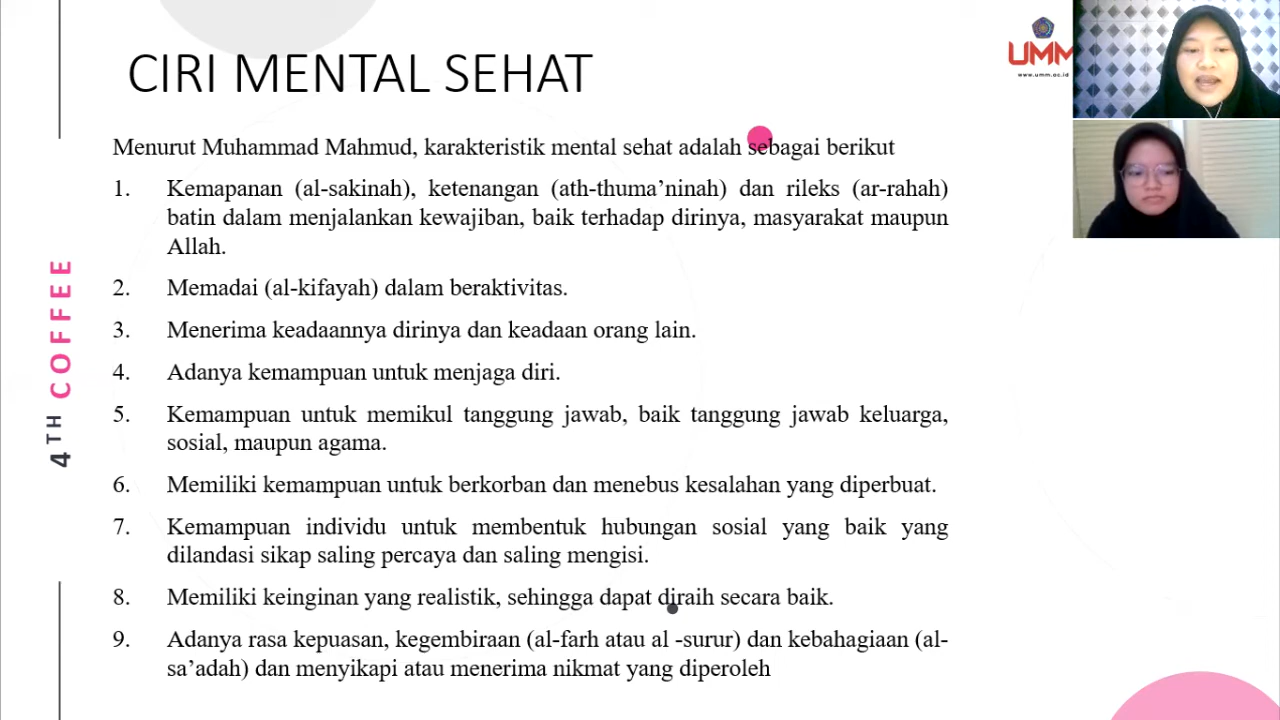 CIRI MENTAL SEHAT
UMM
www.umm.ac.id
Menurut Muhammad Mahmud, karakteristik mental sehat adalah sebagai berikut
1. Kemapanan (al-sakinah), ketenangan (ath-thuma’ninah) dan rileks (ar-rahah)
batin dalam menjalankan kewajiban, baik terhadap dirinya, masyarakat maupun
Allah.
2. Memadai (al-kifayah) dalam beraktivitas.
3. Menerima keadaannya dirinya dan keadaan orang lain.
4. Adanya kemampuan untuk menjaga diri.
5. Kemampuan untuk memikul tanggung jawab, baik tanggung jawab keluarga,
sosial, maupun agama.
6. Memiliki kemampuan untuk berkorban dan menebus kesalahan yang diperbuat.
7. Kemampuan individu untuk membentuk hubungan sosial yang baik yang
dilandasi sikap saling percaya dan saling mengisi.
8. Memiliki keinginan yang realistik, sehingga dapat diraih secara baik.
9. Adanya rasa kepuasan, kegembiraan (al-farh atau al -surur) dan kebahagiaan (al-
sa’adah) dan menyikapi atau menerima nikmat yang diperoleh
4TH COFFEE